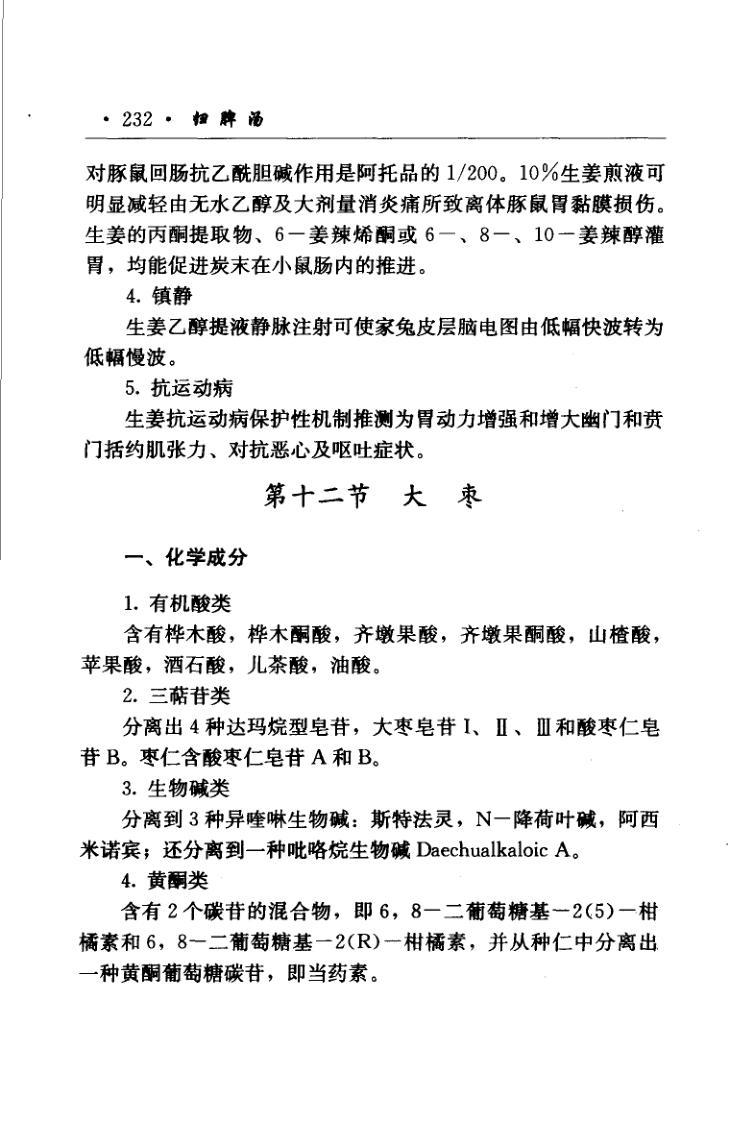 · 232 · 归脾汤
对豚鼠回肠抗乙酰胆碱作用是阿托品的 1/200。10%生姜煎液可
明显减轻由无水乙醇及大剂量消炎痛所致离体豚鼠胃黏膜损伤。
生姜的丙酮提取物、6－姜辣烯酮或 6－、8－、10－姜辣醇灌
胃，均能促进炭末在小鼠肠内的推进。
4. 镇静
生姜乙醇提液静脉注射可使家兔皮层脑电图由低幅快波转为
低幅慢波。
5. 抗运动病
生姜抗运动病保护性机制推测为胃动力增强和增大幽门和贲
门括约肌张力、对抗恶心及呕吐症状。
第十二节　大　枣
一、化学成分
1. 有机酸类
含有桦木酸，桦木酮酸，齐墩果酸，齐墩果酮酸，山楂酸，
苹果酸，酒石酸，儿茶酸，油酸。
2. 三萜苷类
分离出 4 种达玛烷型皂苷，大枣皂苷 I、Ⅱ、Ⅲ和酸枣仁皂
苷 B。枣仁含酸枣仁皂苷 A 和 B。
3. 生物碱类
分离到 3 种异喹啉生物碱：斯特法灵，N－降荷叶碱，阿西
米诺宾；还分离到一种吡咯烷生物碱 Daechualkaloic A。
4. 黄酮类
含有 2 个碳苷的混合物，即 6，8－二葡萄糖基－2(5)－柑
橘素和 6，8－二葡萄糖基－2(R)－柑橘素，并从种仁中分离出
一种黄酮葡萄糖碳苷，即当药素。